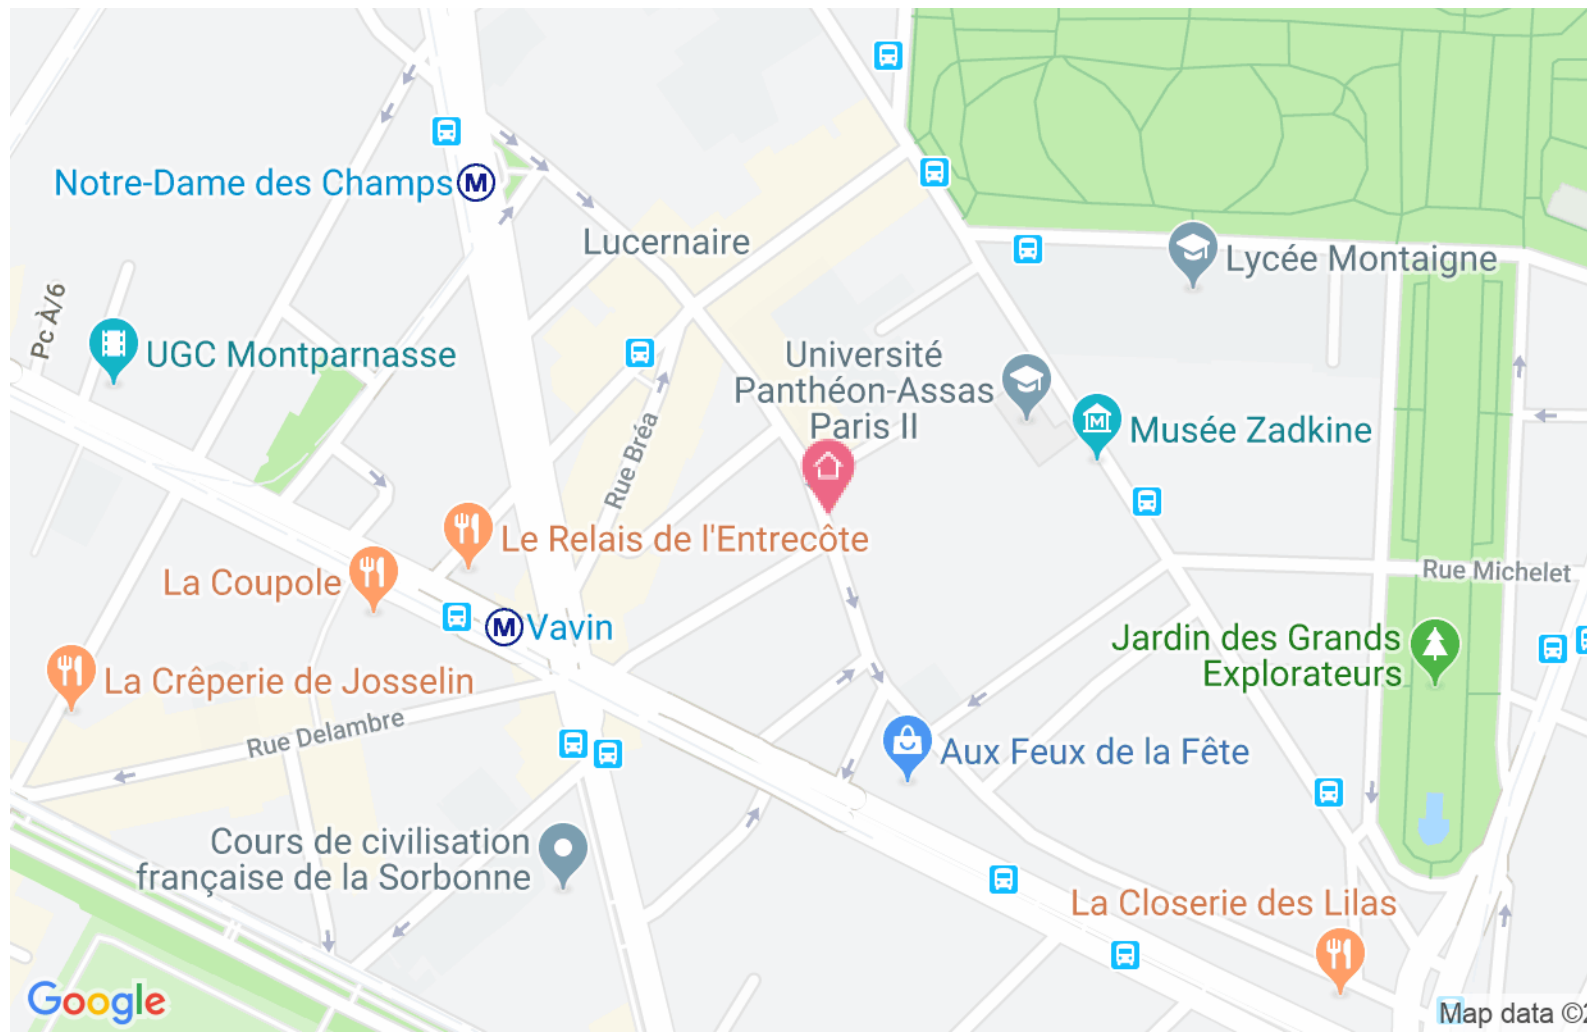 Notre-Dame des Champs
M
Lucernaire
Lycée Montaigne
Pc À/6
UGC Montparnasse
Université
Panthéon-Assas
Paris II
M
Musée Zadkine
Rue Bréa
Le Relais de l'Entrecôte
La Coupole
Rue Michelet
M
Vavin
Jardin des Grands
Explorateurs
La Crêperie de Josselin
Rue Delambre
Aux Feux de la Fête
Cours de civilisation
française de la Sorbonne
La Closerie des Lilas
Google
Map data ©2